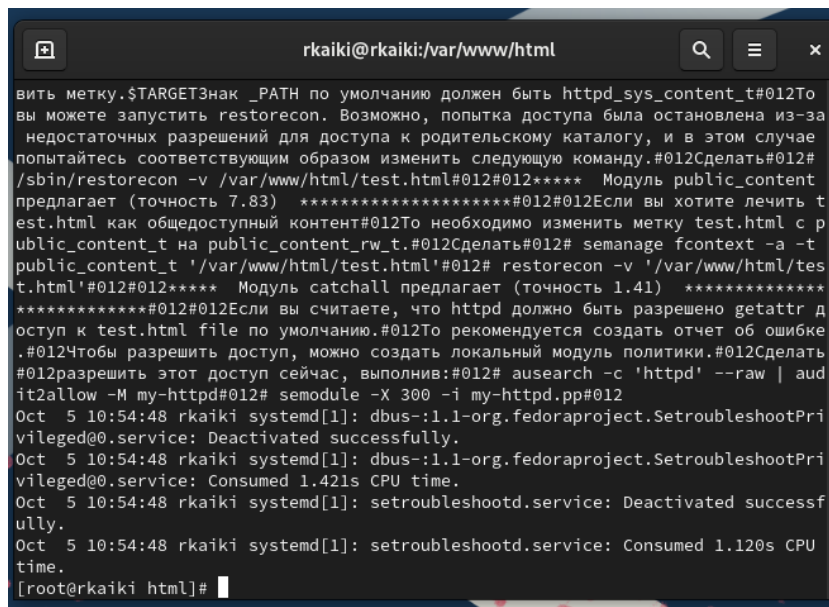 rkaiki@rkaiki:/var/www/html
вить метку.$TARGETЗнак _PATH по умолчанию должен быть httpd_sys_content_t#012То
вы можете запустить restorecon. Возможно, попытка доступа была остановлена из-за
недостаточных разрешений для доступа к родительскому каталогу, и в этом случае
попытайтесь соответствующим образом изменить следующую команду.#012Сделать#012#
/sbin/restorecon -v /var/www/html/test.html#012#012***** Модуль public_content
предлагает (точность 7.83) *********************#012#012Если вы хотите лечить t
est.html как общедоступный контент#012То необходимо изменить метку test.html с p
ublic_content_t на public_content_rw_t.#012Сделать#012# semanage fcontext -a -t
public_content_t '/var/www/html/test.html'#012# restorecon -v '/var/www/html/tes
t.html'#012#012***** Модуль catchall предлагает (точность 1.41) **************
*************#012#012Если вы считаете, что httpd должно быть разрешено getattr д
оступ к test.html file по умолчанию.#012То рекомендуется создать отчет об ошибке
.#012Чтобы разрешить доступ, можно создать локальный модуль политики.#012Сделать
#012разрешить этот доступ сейчас, выполнив:#012# ausearch -c 'httpd' --raw | aud
it2allow -M my-httpd#012# semodule -X 300 -i my-httpd.pp#012
Oct  5 10:54:48 rkaiki systemd[1]: dbus-:1.1-org.fedoraproject.SetroubleshootPri
vileged@0.service: Deactivated successfully.
Oct  5 10:54:48 rkaiki systemd[1]: dbus-:1.1-org.fedoraproject.SetroubleshootPri
vileged@0.service: Consumed 1.421s CPU time.
Oct  5 10:54:48 rkaiki systemd[1]: setroubleshootd.service: Deactivated successf
ully.
Oct  5 10:54:48 rkaiki systemd[1]: setroubleshootd.service: Consumed 1.120s CPU
time.
[root@rkaiki html]#